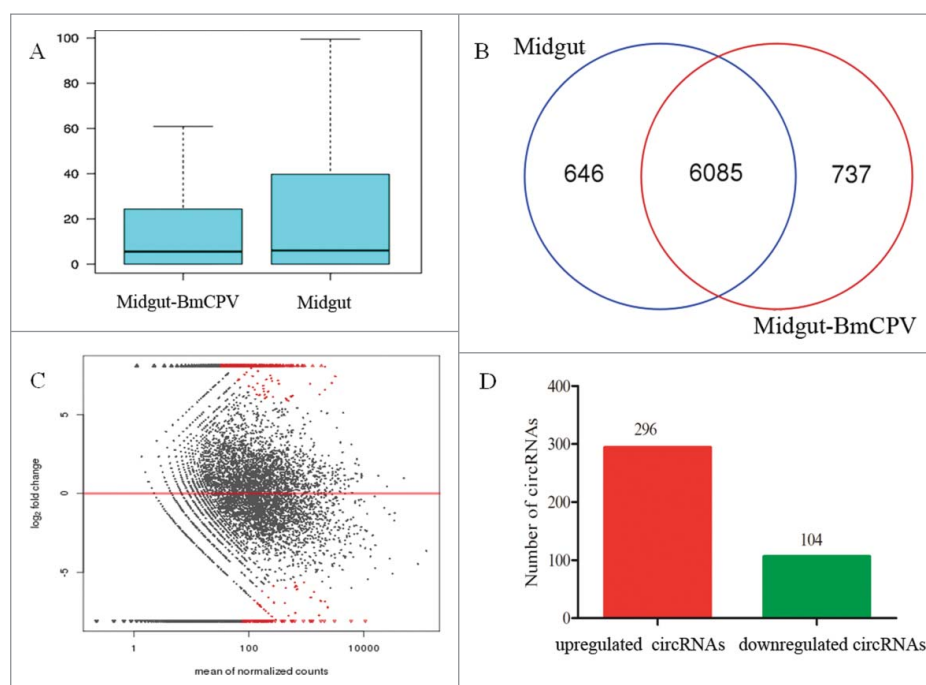 A
100
80
60
40
20
0
Midgut-BmCPV
Midgut
B
Midgut
646
6085
737
Midgut-BmCPV
C
log2 fold change
5
0
-5
1
100
10000
mean of normalized counts
D
Number of circRNAs
400
300
200
100
0
296
104
upregulated circRNAs
downregulated circRNAs